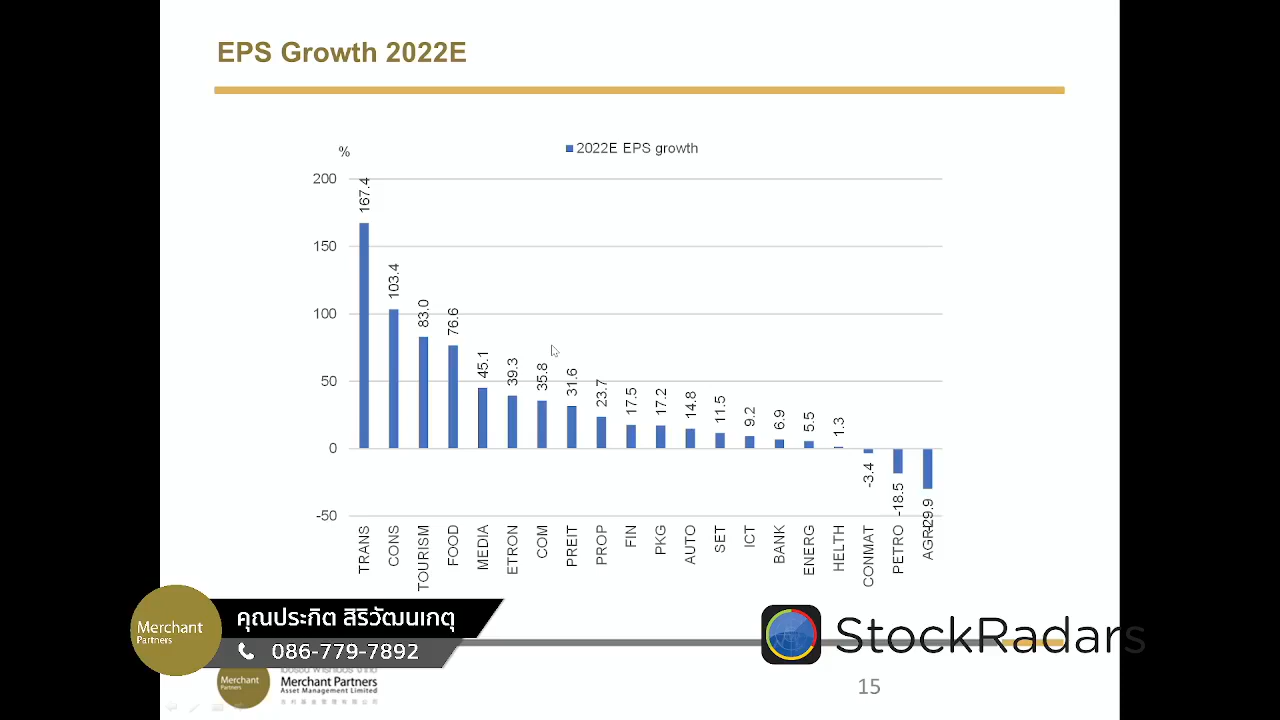 EPS Growth 2022E
%
2022E EPS growth
200
150
100
50
0
-50
167.4
103.4
83.0
76.6
45.1
39.3
35.8
31.6
23.7
17.5
17.2
14.8
11.5
9.2
6.9
5.5
1.3
-3.4
-18.5
-29.9
TRANS
CONS
TOURISM
FOOD
MEDIA
ETRON
COM
PREIT
PROP
FIN
PKG
AUTO
SET
ICT
BANK
ENERG
HELTH
CONMAT
PETRO
AGRI
Merchant
Partners
คุณประกิต สิริวัฒนเกตุ
086-779-7892
StockRadars
Merchant
Partners
Merchant Partners
Asset Management Limited
15